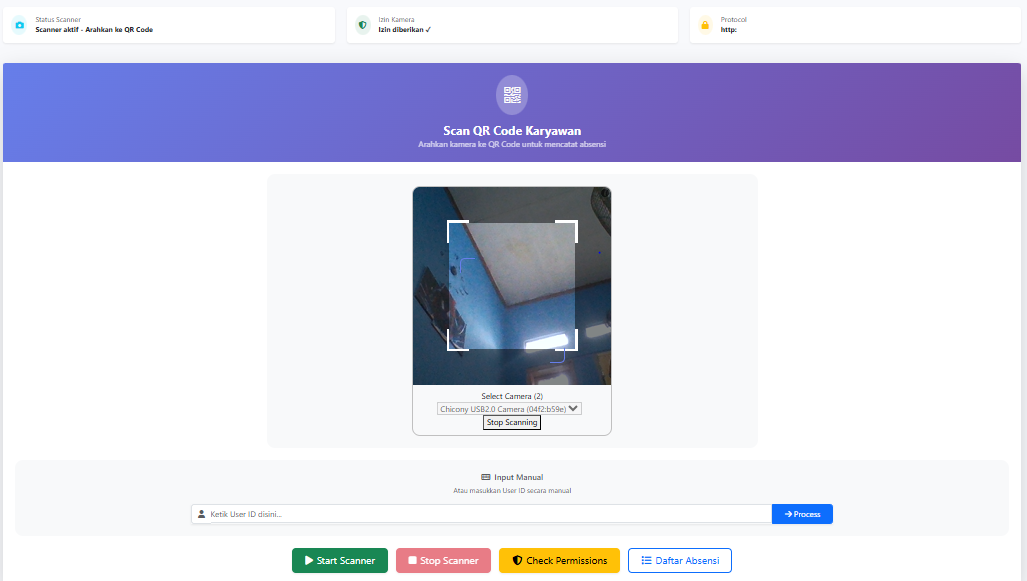 Status Scanner
Scanner aktif - Arahkan ke QR Code
Izin Kamera
Izin diberikan ✓
Protocol
http:
Scan QR Code Karyawan
Arahkan kamera ke QR Code untuk mencatat absensi
Select Camera (2)
Chicony USB2.0 Camera (04f2:b59e)
Stop Scanning
Input Manual
Atau masukkan User ID secara manual
Ketik User ID disini...
Process
Start Scanner
Stop Scanner
Check Permissions
Daftar Absensi